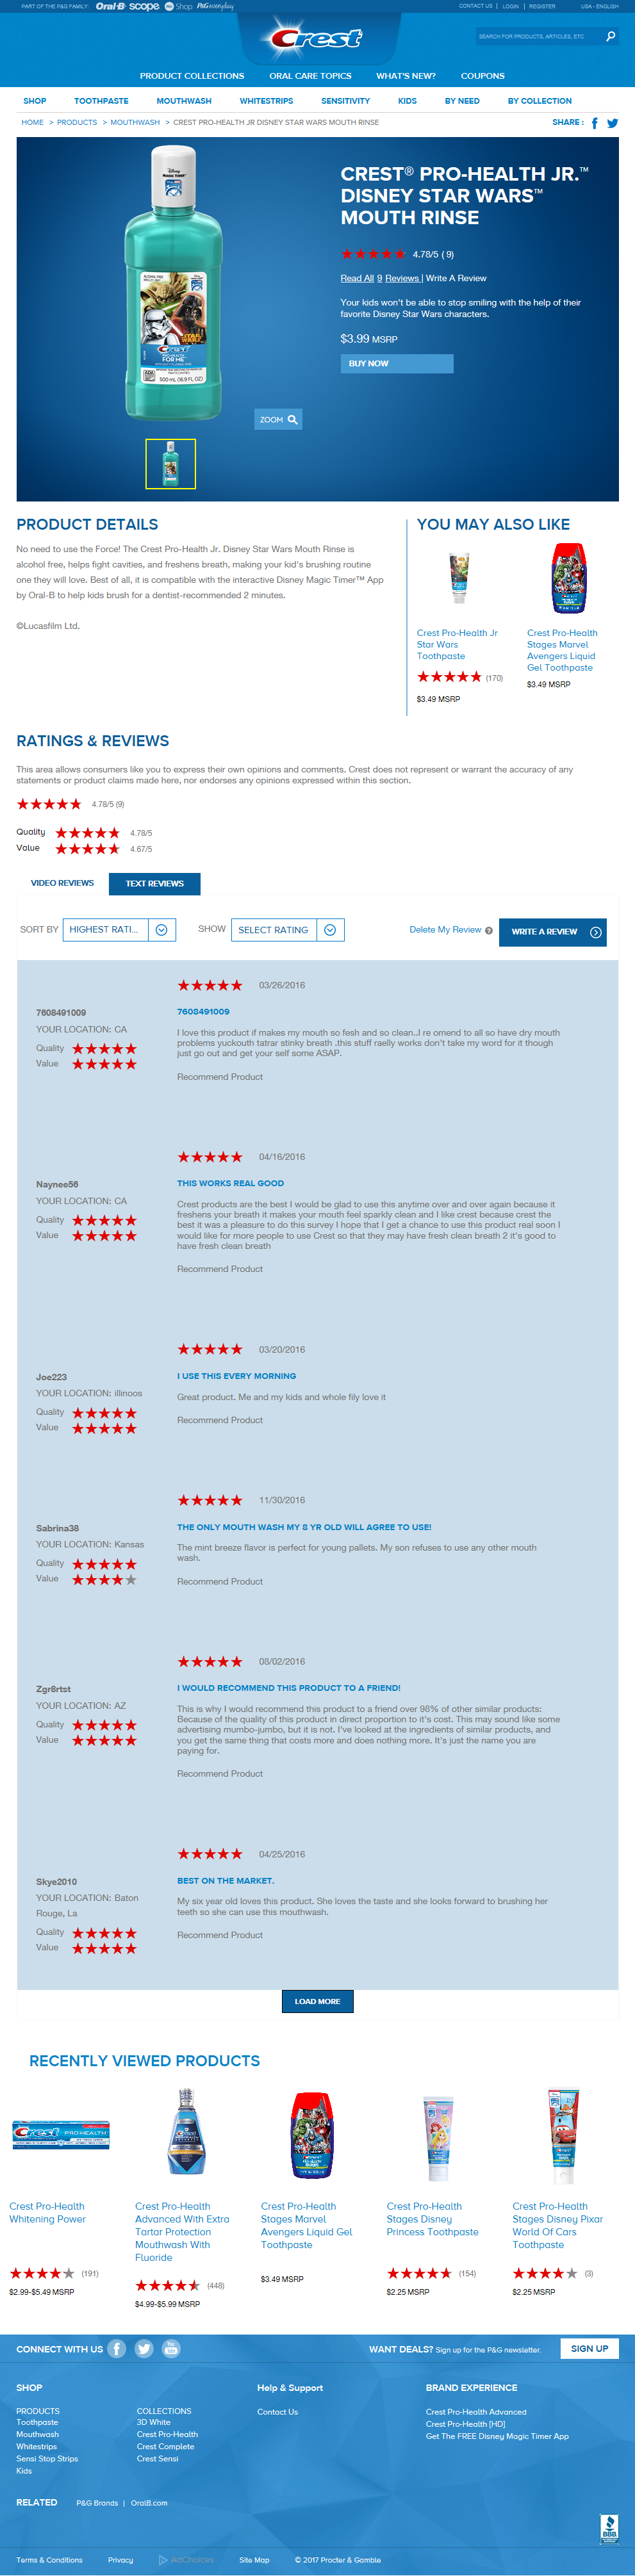 PART OF THE P&G FAMILY: Oral-B scope Shop P&G everyday
CONTACT US | LOGIN | REGISTER USA - ENGLISH
Crest
SEARCH FOR PRODUCTS, ARTICLES, ETC
PRODUCT COLLECTIONS ORAL CARE TOPICS WHAT'S NEW? COUPONS
SHOP TOOTHPASTE MOUTHWASH WHITESTRIPS SENSITIVITY KIDS BY NEED BY COLLECTION
HOME > PRODUCTS > MOUTHWASH > CREST PRO-HEALTH JR DISNEY STAR WARS MOUTH RINSE
SHARE :
CREST® PRO-HEALTH JR.™
DISNEY STAR WARS™
MOUTH RINSE
4.78/5 ( 9)
Read All 9 Reviews | Write A Review
Your kids won't be able to stop smiling with the help of their
favorite Disney Star Wars characters.
$3.99 MSRP
BUY NOW
Disney
MAGIC TIMER
ALCOHOL FREE
STAR WARS
Crest
PRO-HEALTH
FOR ME
ADA
500 mL (16.9 FL OZ)
ZOOM
PRODUCT DETAILS
No need to use the Force! The Crest Pro-Health Jr. Disney Star Wars Mouth Rinse is
alcohol free, helps fight cavities, and freshens breath, making your kid's brushing routine
one they will love. Best of all, it is compatible with the interactive Disney Magic Timer™ App
by Oral-B to help kids brush for a dentist-recommended 2 minutes.
©Lucasfilm Ltd.
YOU MAY ALSO LIKE
Crest Pro-Health Jr
Star Wars
Toothpaste
(170)
$3.49 MSRP
Crest Pro-Health
Stages Marvel
Avengers Liquid
Gel Toothpaste
$3.49 MSRP
RATINGS & REVIEWS
This area allows consumers like you to express their own opinions and comments. Crest does not represent or warrant the accuracy of any
statements or product claims made here, nor endorses any opinions expressed within this section.
4.78/5 (9)
Quality 4.78/5
Value 4.67/5
VIDEO REVIEWS TEXT REVIEWS
SORT BY HIGHEST RATI... SHOW SELECT RATING Delete My Review ? WRITE A REVIEW
03/26/2016
7608491009
YOUR LOCATION: CA
Quality
Value
7608491009
I love this product if makes my mouth so fesh and so clean..I re omend to all so have dry mouth
problems yuckouth tatrar stinky breath .this stuff raelly works don't take my word for it though
just go out and get your self some ASAP.
Recommend Product
04/16/2016
Naynee56
YOUR LOCATION: CA
Quality
Value
THIS WORKS REAL GOOD
Crest products are the best I would be glad to use this anytime over and over again because it
freshens your breath it makes your mouth feel sparkly clean and I like crest because crest the
best it was a pleasure to do this survey I hope that I get a chance to use this product real soon I
would like for more people to use Crest so that they may have fresh clean breath 2 it's good to
have fresh clean breath
Recommend Product
03/20/2016
Joe223
YOUR LOCATION: illinoos
Quality
Value
I USE THIS EVERY MORNING
Great product. Me and my kids and whole fily love it
Recommend Product
11/30/2016
Sabrina38
YOUR LOCATION: Kansas
Quality
Value
THE ONLY MOUTH WASH MY 8 YR OLD WILL AGREE TO USE!
The mint breeze flavor is perfect for young pallets. My son refuses to use any other mouth
wash.
Recommend Product
08/02/2016
Zgr6rtst
YOUR LOCATION: AZ
Quality
Value
I WOULD RECOMMEND THIS PRODUCT TO A FRIEND!
This is why I would recommend this product to a friend over 98% of other similar products:
Because of the quality of this product in direct proportion to it's cost. This may sound like some
advertising mumbo-jumbo, but it is not. I've looked at the ingredients of similar products, and
you get the same thing that costs more and does nothing more. It's just the name you are
paying for.
Recommend Product
04/25/2016
Skye2010
YOUR LOCATION: Baton
Rouge, La
Quality
Value
BEST ON THE MARKET.
My six year old loves this product. She loves the taste and she looks forward to brushing her
teeth so she can use this mouthwash.
Recommend Product
LOAD MORE
RECENTLY VIEWED PRODUCTS
Crest PRO-HEALTH
Crest Pro-Health
Whitening Power
(191)
$2.99-$5.49 MSRP
Crest Pro-Health
Advanced With Extra
Tartar Protection
Mouthwash With
Fluoride
(448)
$4.99-$5.99 MSRP
Crest Pro-Health
Stages Marvel
Avengers Liquid Gel
Toothpaste
$3.49 MSRP
Crest Pro-Health
Stages Disney
Princess Toothpaste
(154)
$2.25 MSRP
Crest Pro-Health
Stages Disney Pixar
World Of Cars
Toothpaste
(3)
$2.25 MSRP
CONNECT WITH US
WANT DEALS? Sign up for the P&G newsletter. SIGN UP
SHOP
PRODUCTS
Toothpaste
Mouthwash
Whitestrips
Sensi Stop Strips
Kids
COLLECTIONS
3D White
Crest Pro-Health
Crest Complete
Crest Sensi
Help & Support
Contact Us
BRAND EXPERIENCE
Crest Pro-Health Advanced
Crest Pro-Health [HD]
Get The FREE Disney Magic Timer App
RELATED P&G Brands | OralB.com
BBB
Terms & Conditions Privacy AdChoices Site Map © 2017 Procter & Gamble